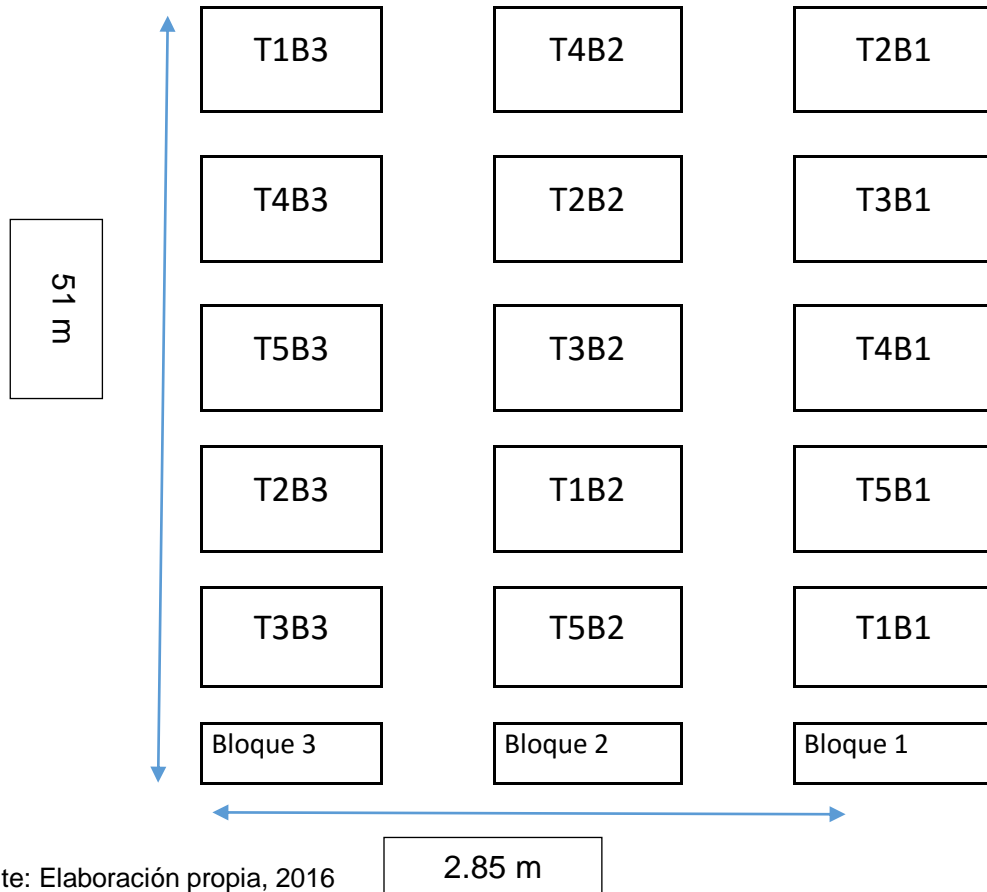 T1B3 T4B2 T2B1
T4B3 T2B2 T3B1
51 m
T5B3 T3B2 T4B1
T2B3 T1B2 T5B1
T3B3 T5B2 T1B1
Bloque 3 Bloque 2 Bloque 1
2.85 m
te: Elaboración propia, 2016